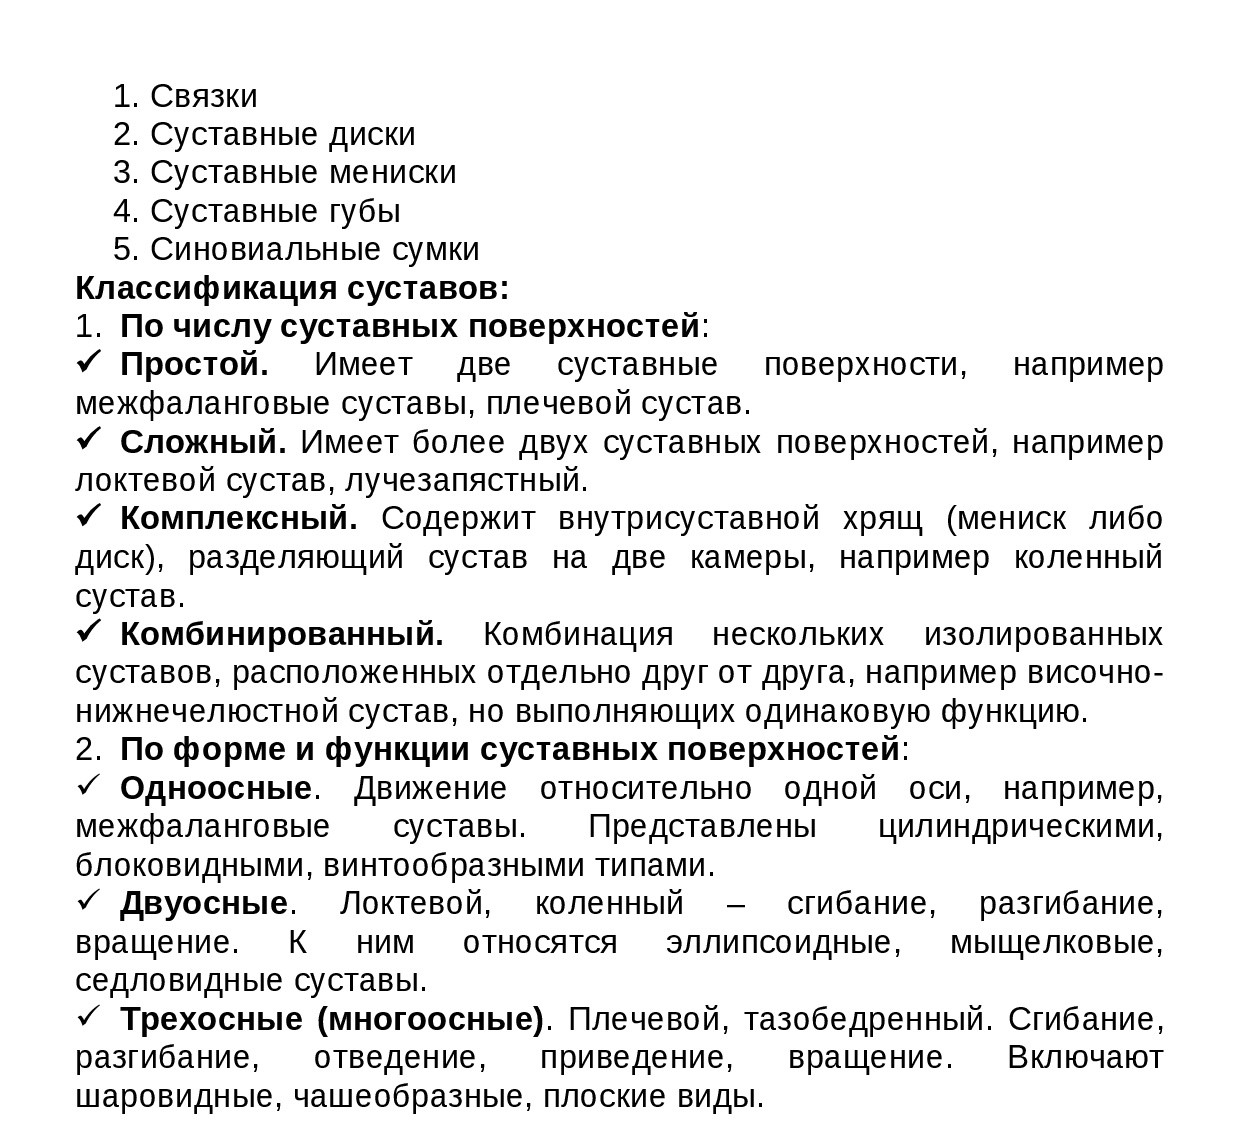 1. Связки
2. Суставные диски
3. Суставные мениски
4. Суставные губы
5. Синовиальные сумки
Классификация суставов:
1. По числу суставных поверхностей:
✓ Простой. Имеет две суставные поверхности, например
межфаланговые суставы, плечевой сустав.
✓ Сложный. Имеет более двух суставных поверхностей, например
локтевой сустав, лучезапястный.
✓ Комплексный. Содержит внутрисуставной хрящ (мениск либо
диск), разделяющий сустав на две камеры, например коленный
сустав.
✓ Комбинированный. Комбинация нескольких изолированных
суставов, расположенных отдельно друг от друга, например височно-
нижнечелюстной сустав, но выполняющих одинаковую функцию.
2. По форме и функции суставных поверхностей:
✓ Одноосные. Движение относительно одной оси, например,
межфаланговые суставы. Представлены цилиндрическими,
блоковидными, винтообразными типами.
✓ Двуосные. Локтевой, коленный – сгибание, разгибание,
вращение. К ним относятся эллипсоидные, мыщелковые,
седловидные суставы.
✓ Трехосные (многоосные). Плечевой, тазобедренный. Сгибание,
разгибание, отведение, приведение, вращение. Включают
шаровидные, чашеобразные, плоские виды.